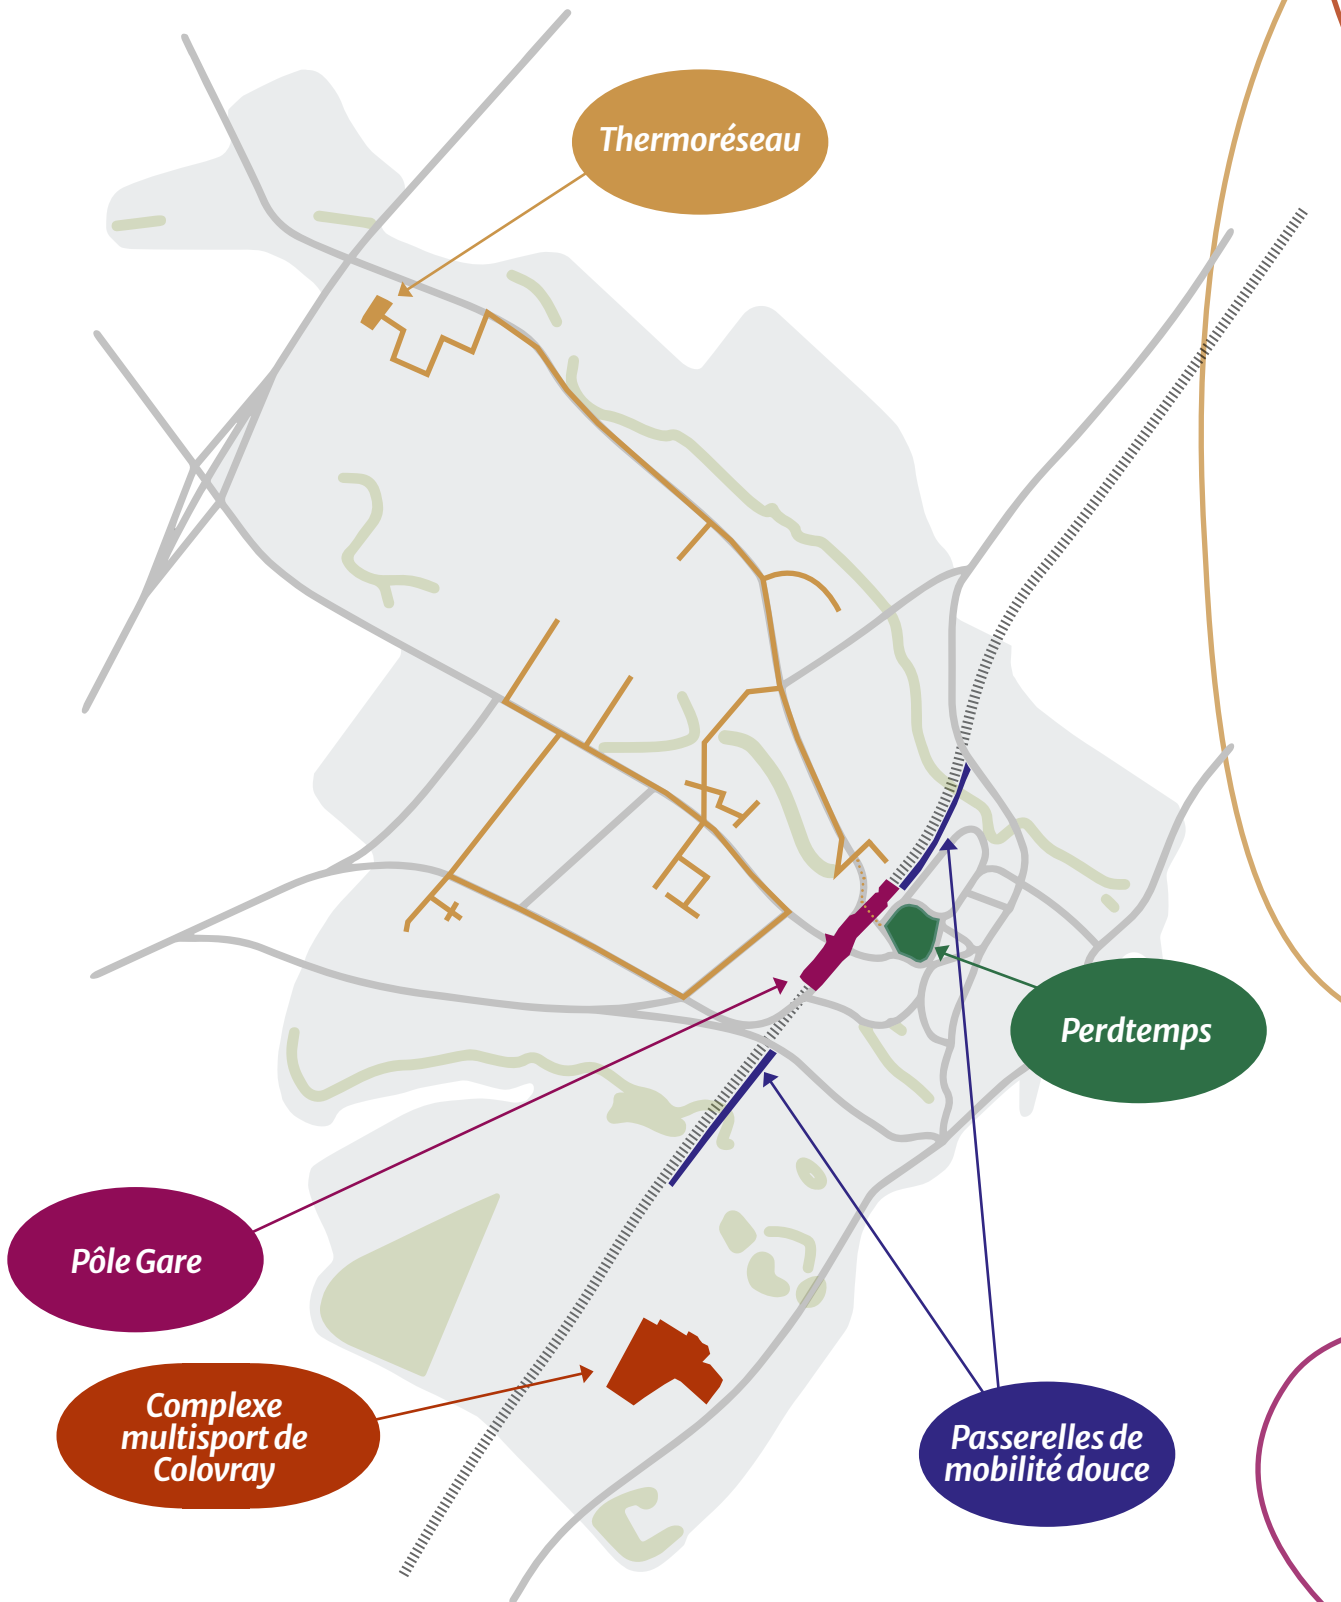 Thermoréseau
Perdtemps
Pôle Gare
Complexe
multisport de
Colovray
Passerelles de
mobilité douce